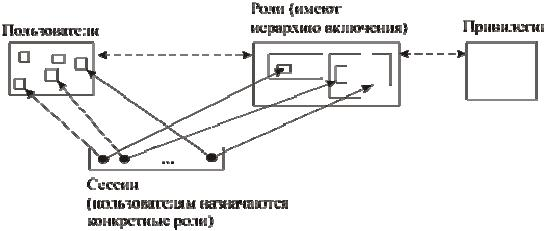 Роли (имеют
иерархию включения)
Пользователи
Привилегии
...
Сессии
(пользователям назначаются
конкретные роли)